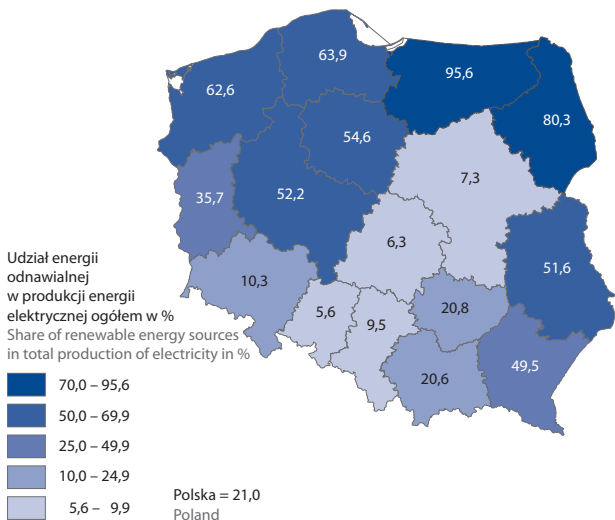 63,9
95,6
62,6
80,3
54,6
7,3
35,7
52,2
6,3
51,6
10,3
5,6
9,5
20,8
20,6
49,5
Udział energii
odnawialnej
w produkcji energii
elektrycznej ogółem w %
Share of renewable energy sources
in total production of electricity in %
70,0 – 95,6
50,0 – 69,9
25,0 – 49,9
10,0 – 24,9
5,6 – 9,9
Polska = 21,0
Poland